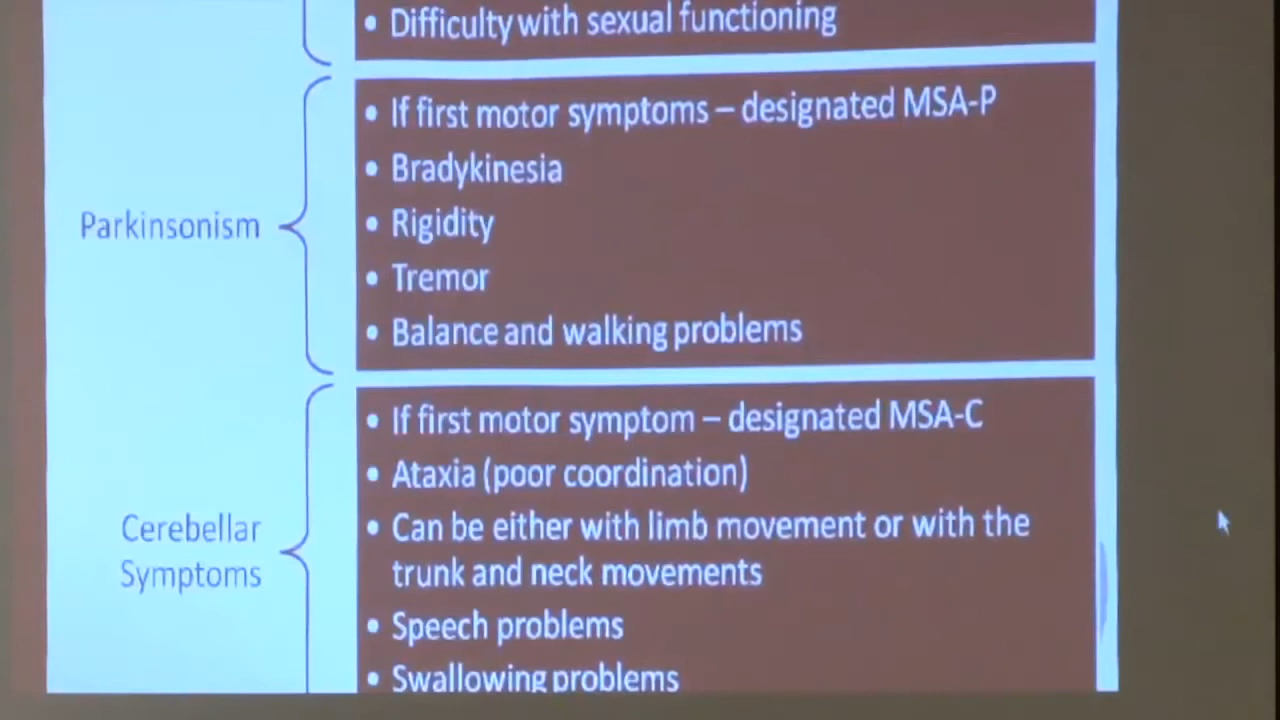 • Difficulty with sexual functioning
Parkinsonism
• If first motor symptoms – designated MSA-P
• Bradykinesia
• Rigidity
• Tremor
• Balance and walking problems
Cerebellar
Symptoms
• If first motor symptom – designated MSA-C
• Ataxia (poor coordination)
• Can be either with limb movement or with the
trunk and neck movements
• Speech problems
• Swallowing problems